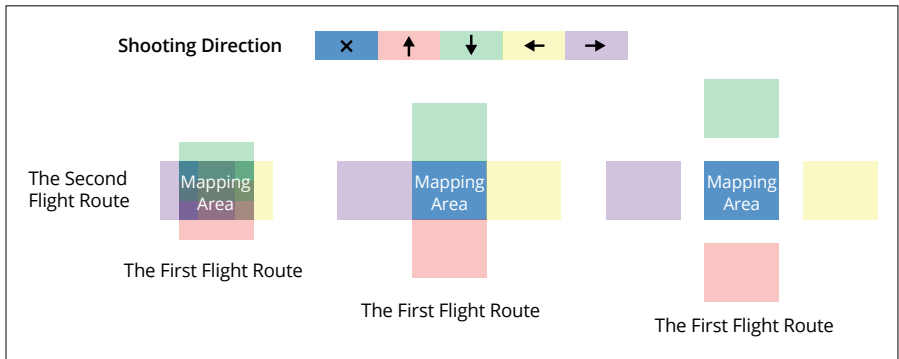 Shooting Direction
The Second
Flight Route
Mapping
Area
Mapping
Area
Mapping
Area
The First Flight Route
The First Flight Route
The First Flight Route